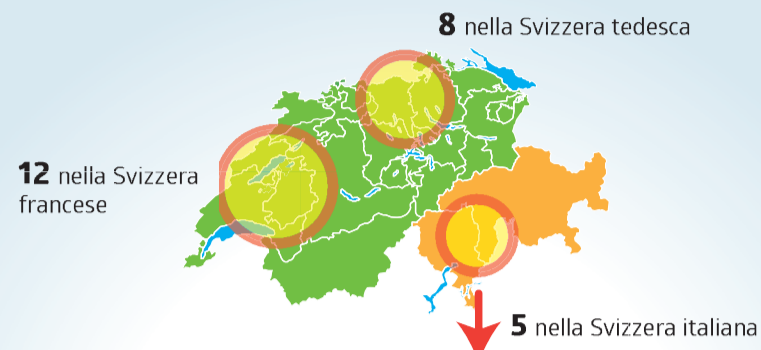 8 nella Svizzera tedesca
12 nella Svizzera
francese
5 nella Svizzera italiana